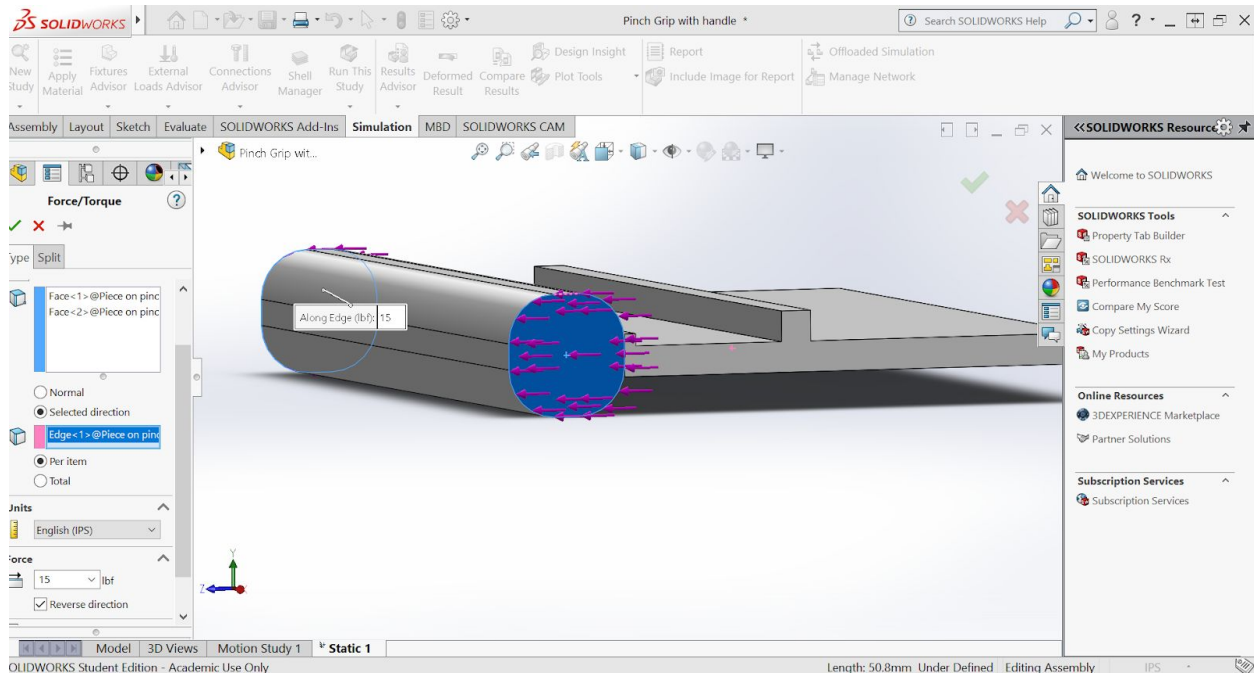 SOLIDWORKS
Pinch Grip with handle *
Search SOLIDWORKS Help
New Study
Apply Material
Fixtures Advisor
External Loads Advisor
Connections Advisor
Shell Manager
Run This Study
Results Advisor
Deformed Result
Compare Results
Design Insight
Plot Tools
Report
Include Image for Report
Offloaded Simulation
Manage Network
Assembly Layout Sketch Evaluate SOLIDWORKS Add-Ins Simulation MBD SOLIDWORKS CAM
Pinch Grip wit...
Force/Torque
Type Split
Face<1>@Piece on pinc
Face<2>@Piece on pinc
Normal
Selected direction
Edge<1>@Piece on pinc
Per item
Total
Units
English (IPS)
Force
15 lbf
Reverse direction
Along Edge (lbf): 15
Y
Z
SOLIDWORKS Resourc
Welcome to SOLIDWORKS
SOLIDWORKS Tools
Property Tab Builder
SOLIDWORKS Rx
Performance Benchmark Test
Compare My Score
Copy Settings Wizard
My Products
Online Resources
3DEXPERIENCE Marketplace
Partner Solutions
Subscription Services
Subscription Services
Model 3D Views Motion Study 1 Static 1
SOLIDWORKS Student Edition - Academic Use Only
Length: 50.8mm Under Defined Editing Assembly IPS